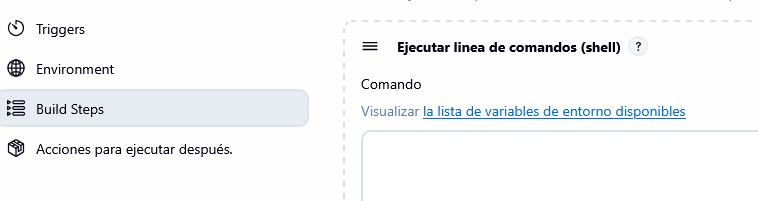 Triggers
Environment
Build Steps
Acciones para ejecutar después.
Ejecutar linea de comandos (shell) ?
Comando
Visualizar la lista de variables de entorno disponibles